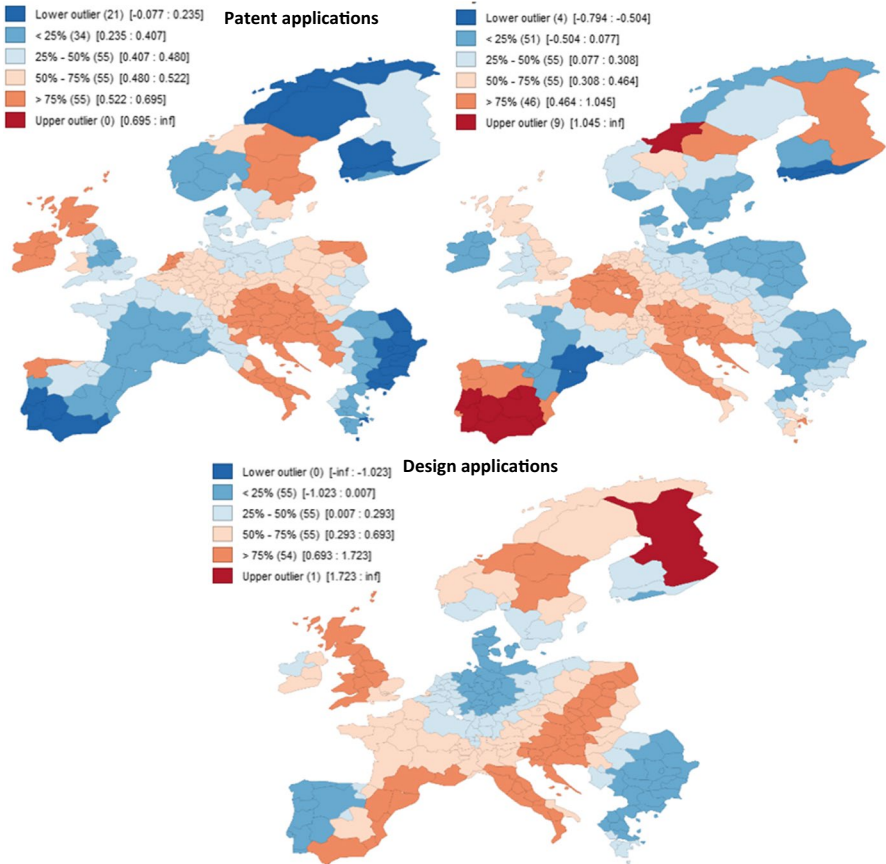 Patent applications
Lower outlier (21) [-0.077 : 0.235]
< 25% (34) [0.235 : 0.407]
25% - 50% (55) [0.407 : 0.480]
50% - 75% (55) [0.480 : 0.522]
> 75% (55) [0.522 : 0.695]
Upper outlier (0) [0.695 : inf]
Lower outlier (4) [-0.794 : -0.504]
< 25% (51) [-0.504 : 0.077]
25% - 50% (55) [0.077 : 0.308]
50% - 75% (55) [0.308 : 0.464]
> 75% (46) [0.464 : 1.045]
Upper outlier (9) [1.045 : inf]
Design applications
Lower outlier (0) [-inf : -1.023]
< 25% (55) [-1.023 : 0.007]
25% - 50% (55) [0.007 : 0.293]
50% - 75% (55) [0.293 : 0.693]
> 75% (54) [0.693 : 1.723]
Upper outlier (1) [1.723 : inf]